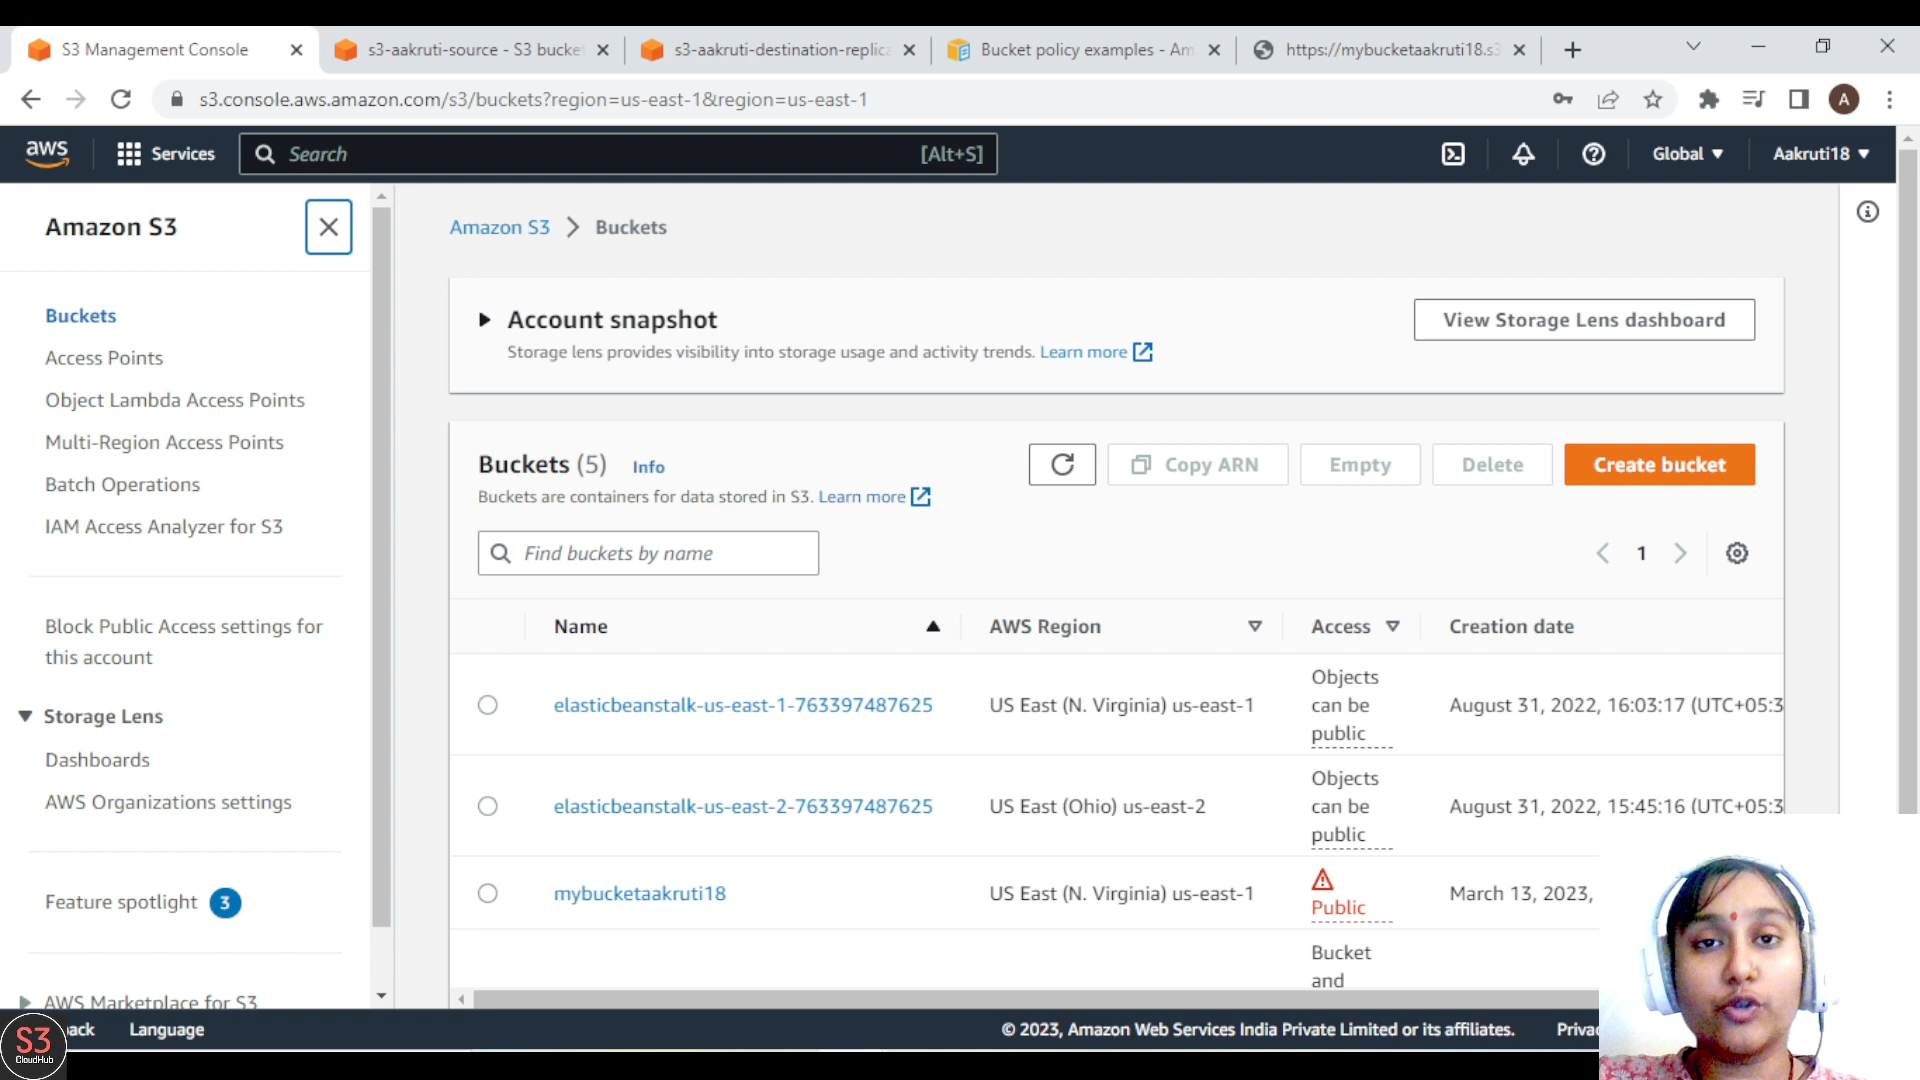 S3 Management Console
s3-aakruti-source - S3 bucke
s3-aakruti-destination-replica
Bucket policy examples - Am
https://mybucketaakruti18.s3
s3.console.aws.amazon.com/s3/buckets?region=us-east-1&region=us-east-1
A
aws
Services
Search
[Alt+S]
Global
Aakruti18
Amazon S3
Buckets
Access Points
Object Lambda Access Points
Multi-Region Access Points
Batch Operations
IAM Access Analyzer for S3
Block Public Access settings for
this account
Storage Lens
Dashboards
AWS Organizations settings
Feature spotlight 3
AWS Marketplace for S3
Amazon S3 > Buckets
Account snapshot
Storage lens provides visibility into storage usage and activity trends. Learn more
View Storage Lens dashboard
Buckets (5) Info
Buckets are containers for data stored in S3. Learn more
Copy ARN
Empty
Delete
Create bucket
Find buckets by name
1
Name AWS Region Access Creation date
elasticbeanstalk-us-east-1-763397487625 US East (N. Virginia) us-east-1 Objects can be public August 31, 2022, 16:03:17 (UTC+05:3
elasticbeanstalk-us-east-2-763397487625 US East (Ohio) us-east-2 Objects can be public August 31, 2022, 15:45:16 (UTC+05:3
mybucketaakruti18 US East (N. Virginia) us-east-1 Public March 13, 2023,
Bucket
and
S3
CloudHub
back
Language
© 2023, Amazon Web Services India Private Limited or its affiliates.
Priva